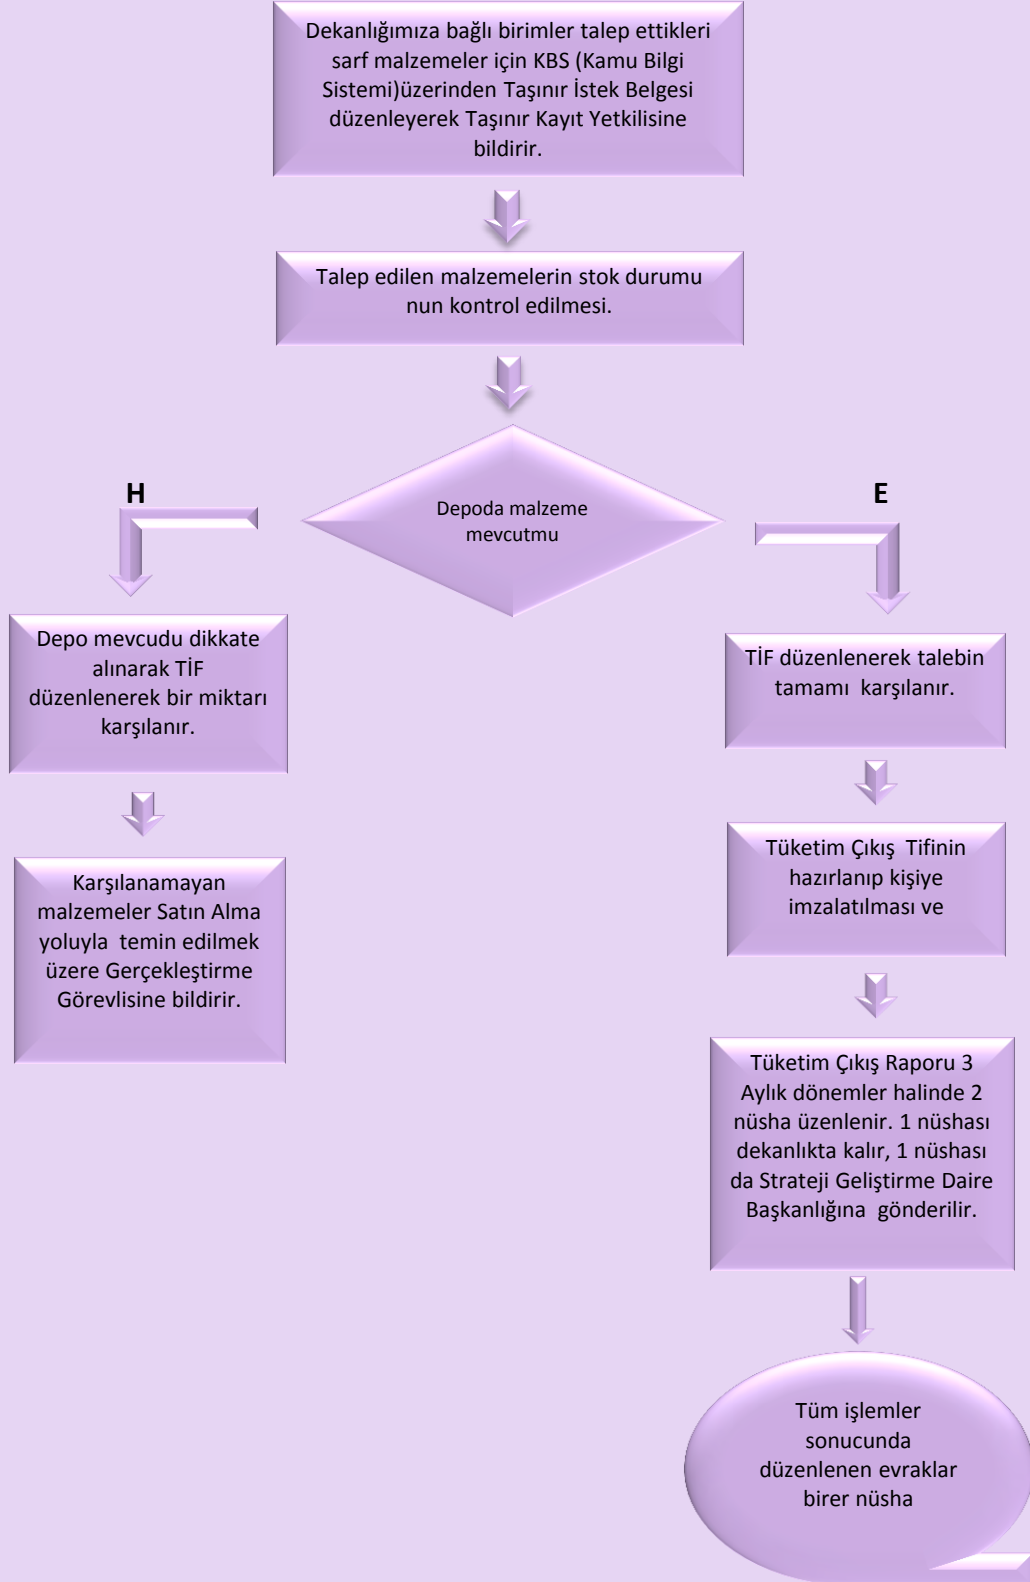 Dekanlığımıza bağlı birimler talep ettikleri
sarf malzemeler için KBS (Kamu Bilgi
Sistemi)üzerinden Taşınır İstek Belgesi
düzenleyerek Taşınır Kayıt Yetkilisine
bildirir.
Talep edilen malzemelerin stok durumu
nun kontrol edilmesi.
Depoda malzeme
mevcutmu
H
E
Depo mevcudu dikkate
alınarak TİF
düzenlenerek bir miktarı
karşılanır.
Karşılanamayan
malzemeler Satın Alma
yoluyla temin edilmek
üzere Gerçekleştirme
Görevlisine bildirir.
TİF düzenlenerek talebin
tamamı karşılanır.
Tüketim Çıkış Tifinin
hazırlanıp kişiye
imzalatılması ve
Tüketim Çıkış Raporu 3
Aylık dönemler halinde 2
nüsha üzenlenir. 1 nüshası
dekanlıkta kalır, 1 nüshası
da Strateji Geliştirme Daire
Başkanlığına gönderilir.
Tüm işlemler
sonucunda
düzenlenen evraklar
birer nüsha